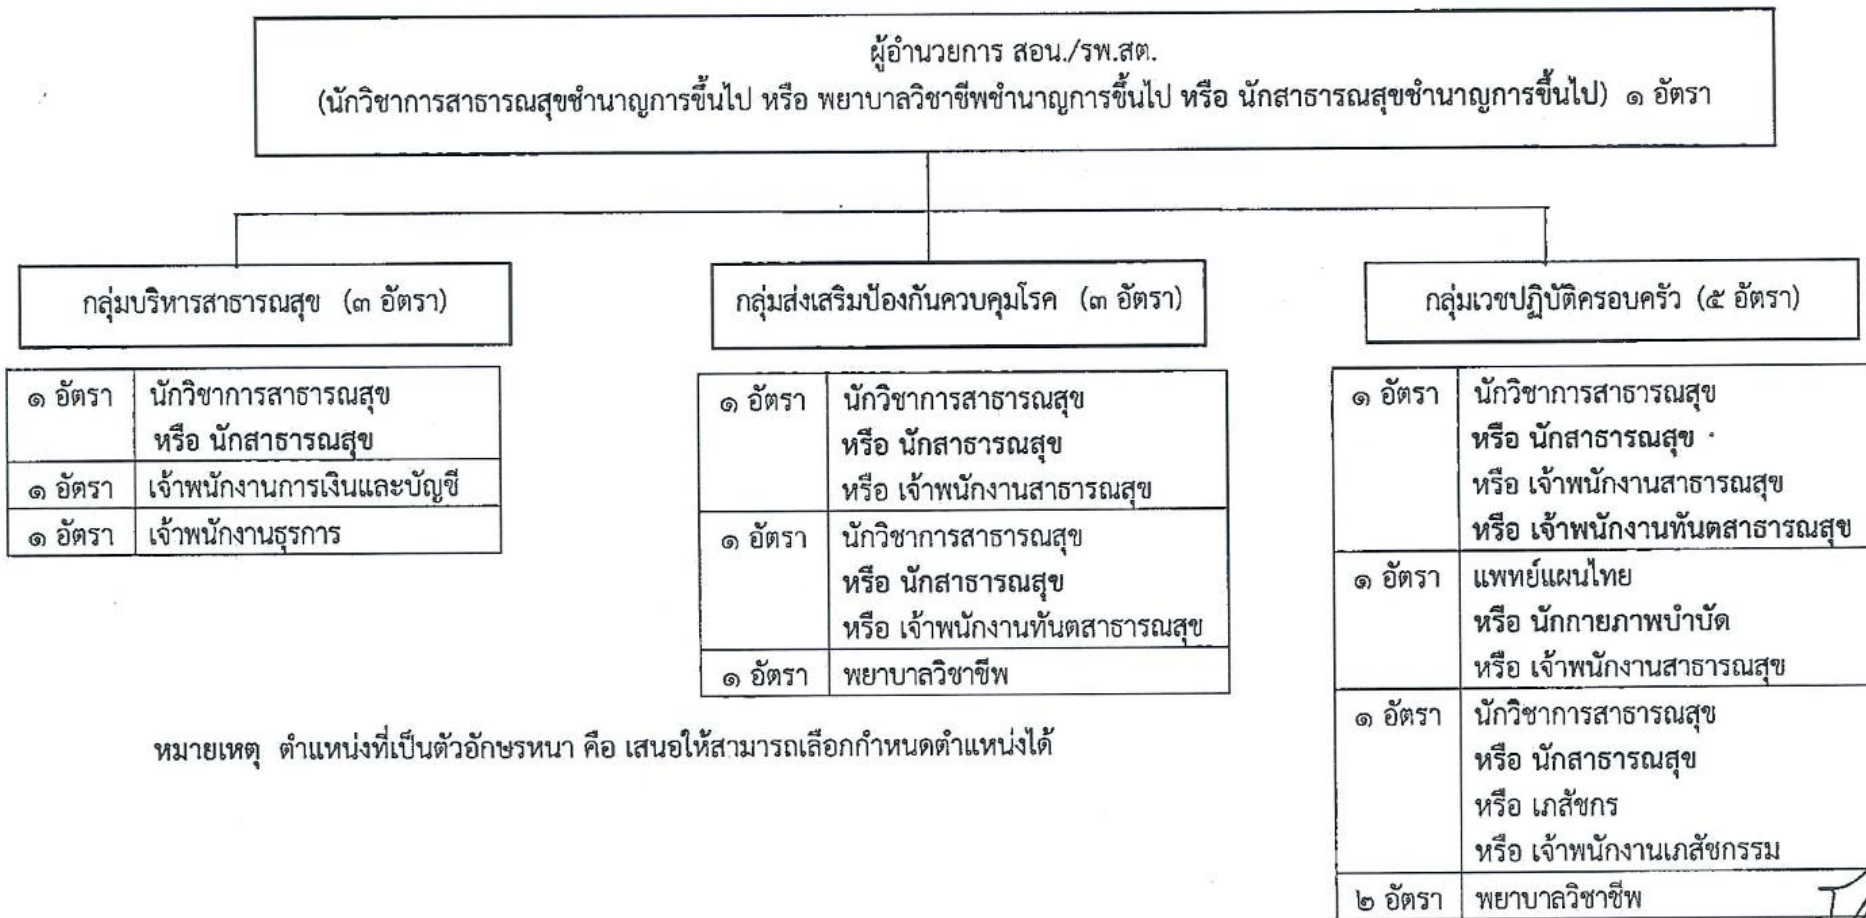 ผู้อำนวยการ สอน./รพ.สต.
(นักวิชาการสาธารณสุขชำนาญการขึ้นไป หรือ พยาบาลวิชาชีพชำนาญการขึ้นไป หรือ นักสาธารณสุขชำนาญการขึ้นไป) ๑ อัตรา
กลุ่มบริหารสาธารณสุข (๓ อัตรา)
๑ อัตรา นักวิชาการสาธารณสุข
หรือ นักสาธารณสุข
๑ อัตรา เจ้าพนักงานการเงินและบัญชี
๑ อัตรา เจ้าพนักงานธุรการ
กลุ่มส่งเสริมป้องกันควบคุมโรค (๓ อัตรา)
๑ อัตรา นักวิชาการสาธารณสุข
หรือ นักสาธารณสุข
หรือ เจ้าพนักงานสาธารณสุข
๑ อัตรา นักวิชาการสาธารณสุข
หรือ นักสาธารณสุข
หรือ เจ้าพนักงานทันตสาธารณสุข
๑ อัตรา พยาบาลวิชาชีพ
กลุ่มเวชปฏิบัติครอบครัว (๕ อัตรา)
๑ อัตรา นักวิชาการสาธารณสุข
หรือ นักสาธารณสุข
หรือ เจ้าพนักงานสาธารณสุข
หรือ เจ้าพนักงานทันตสาธารณสุข
๑ อัตรา แพทย์แผนไทย
หรือ นักกายภาพบำบัด
หรือ เจ้าพนักงานสาธารณสุข
๑ อัตรา นักวิชาการสาธารณสุข
หรือ นักสาธารณสุข
หรือ เภสัชกร
หรือ เจ้าพนักงานเภสัชกรรม
๒ อัตรา พยาบาลวิชาชีพ
หมายเหตุ ตำแหน่งที่เป็นตัวอักษรหนา คือ เสนอให้สามารถเลือกกำหนดตำแหน่งได้